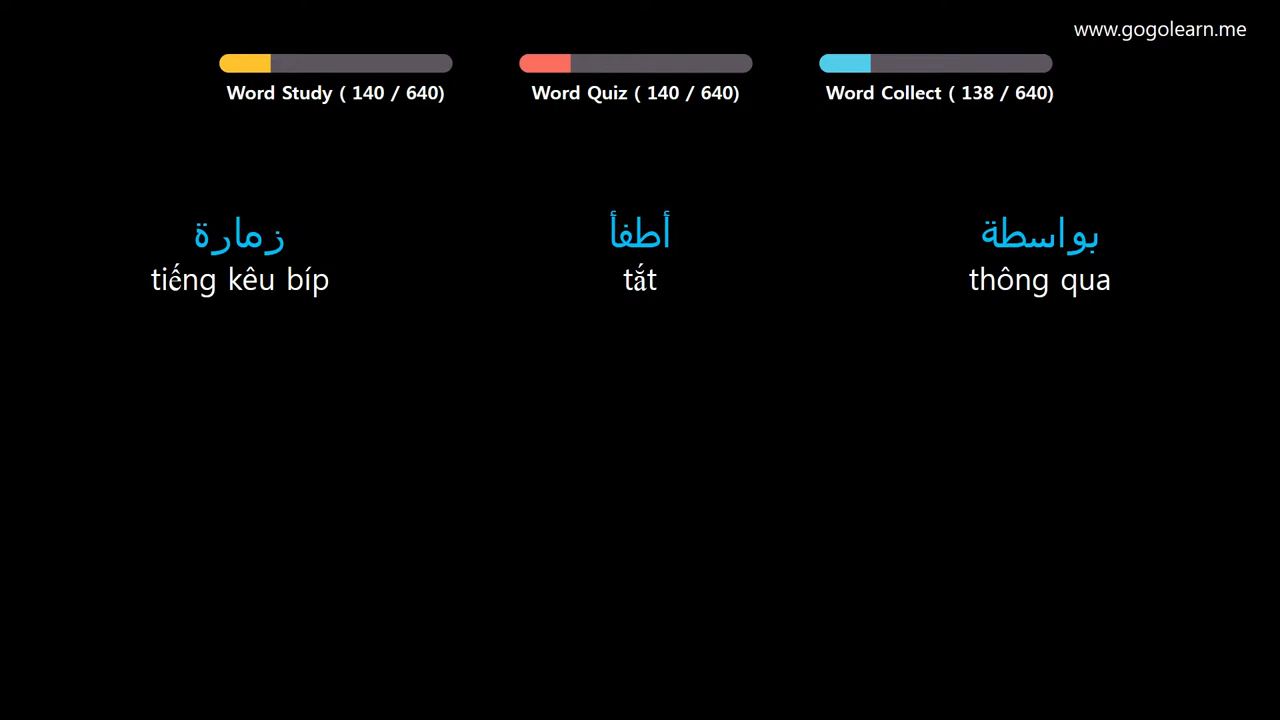 www.gogolearn.me
Word Study ( 140 / 640)
Word Quiz ( 140 / 640)
Word Collect ( 138 / 640)
زمارة
tiếng kêu bíp
أطفأ
tắt
بواسطة
thông qua